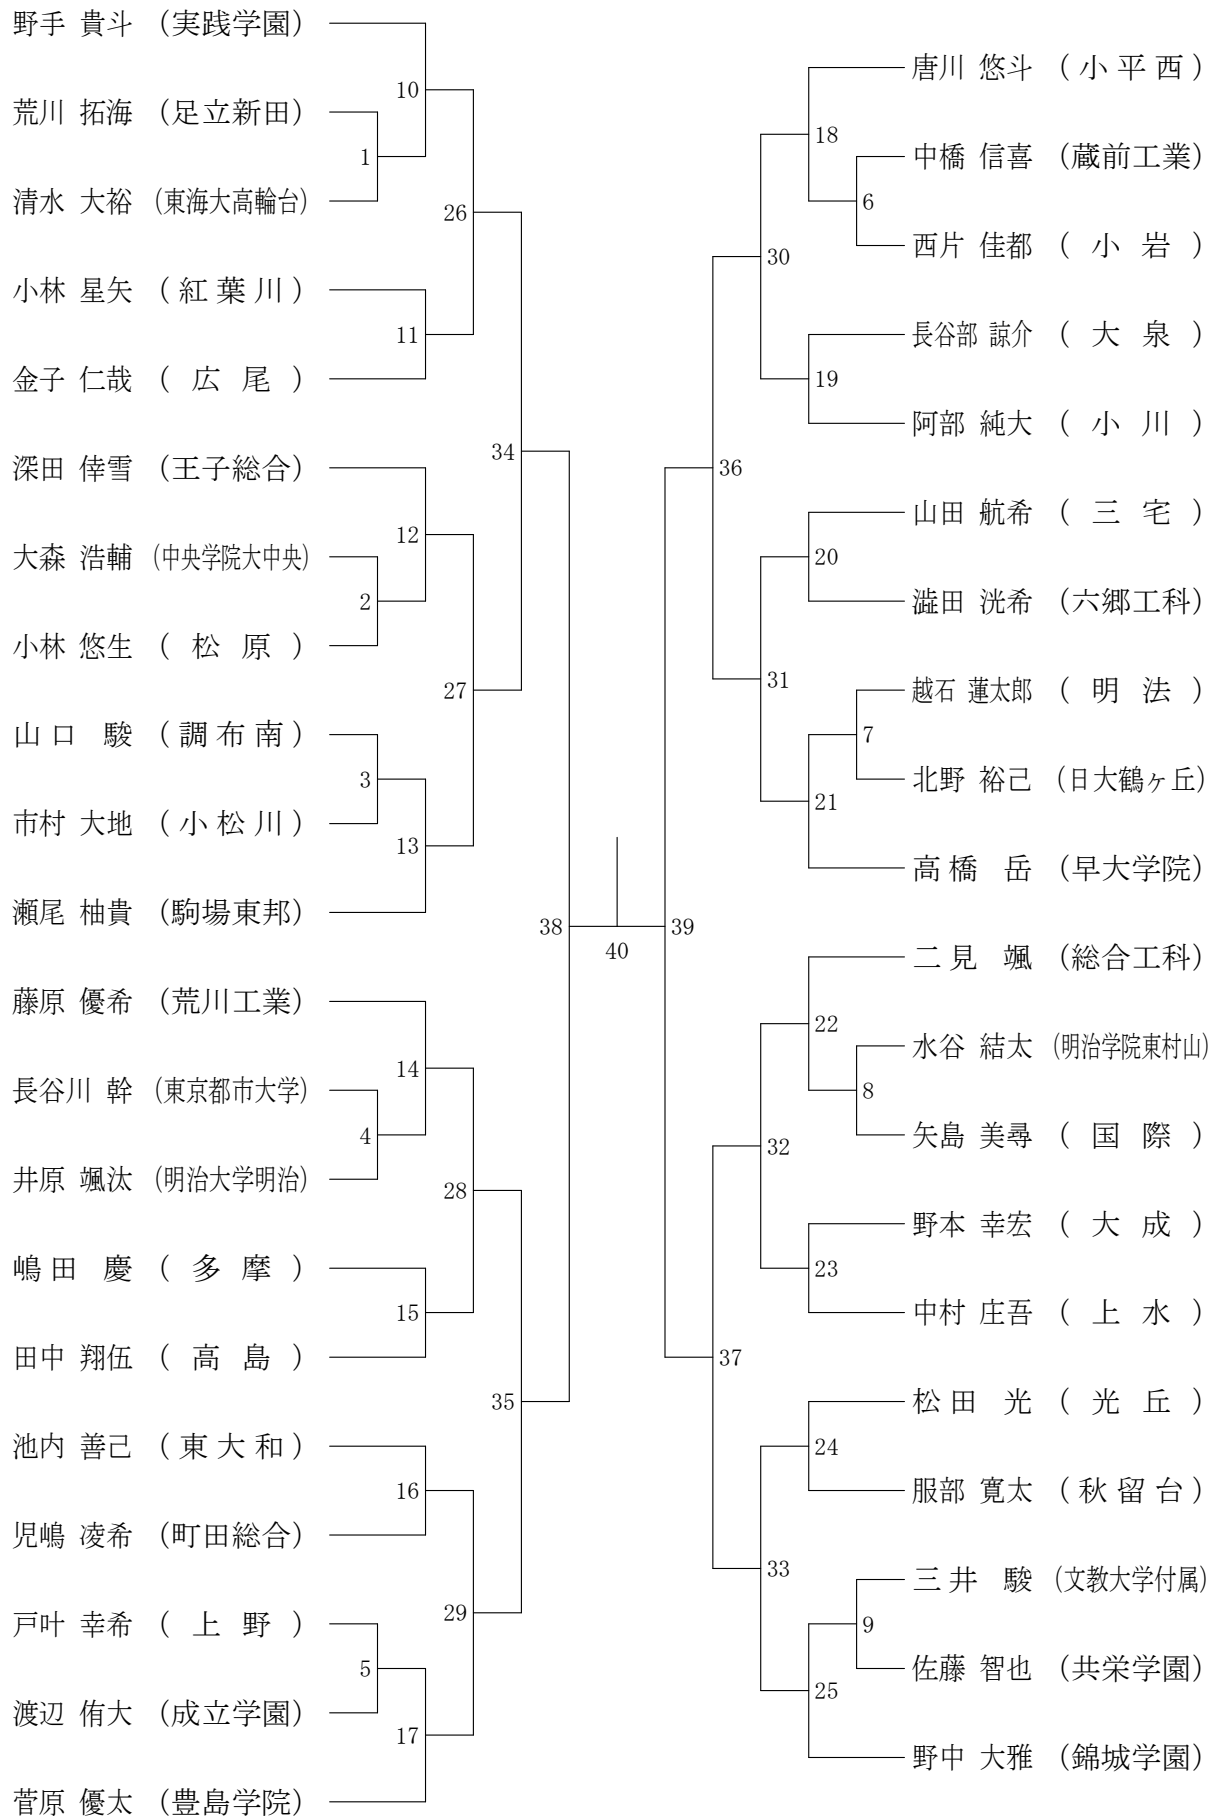 野手 貴斗 (実践学園)
荒川 拓海 (足立新田)
清水 大裕 (東海大高輪台)
小林 星矢 (紅葉川)
金子 仁哉 (広尾)
深田 倖雪 (王子総合)
大森 浩輔 (中央学院大中央)
小林 悠生 (松原)
山口 駿 (調布南)
市村 大地 (小松川)
瀬尾 柚貴 (駒場東邦)
藤原 優希 (荒川工業)
長谷川 幹 (東京都市大学)
井原 颯汰 (明治大学明治)
嶋田 慶 (多摩)
田中 翔伍 (高島)
池内 善己 (東大和)
児嶋 凌希 (町田総合)
戸叶 幸希 (上野)
渡辺 侑大 (成立学園)
菅原 優太 (豊島学院)
1
2
3
4
5
10
11
12
13
14
15
16
17
26
27
28
29
34
35
38
40
39
36
37
30
31
32
33
18
19
20
21
22
23
24
25
6
7
8
9
唐川 悠斗 (小平西)
中橋 信喜 (蔵前工業)
西片 佳都 (小岩)
長谷部 諒介 (大泉)
阿部 純大 (小川)
山田 航希 (三宅)
澁田 洸希 (六郷工科)
越石 蓮太郎 (明法)
北野 裕己 (日大鶴ヶ丘)
高橋 岳 (早大学院)
二見 颯 (総合工科)
水谷 結太 (明治学院東村山)
矢島 美尋 (国際)
野本 幸宏 (大成)
中村 庄吾 (上水)
松田 光 (光丘)
服部 寛太 (秋留台)
三井 駿 (文教大学付属)
佐藤 智也 (共栄学園)
野中 大雅 (錦城学園)